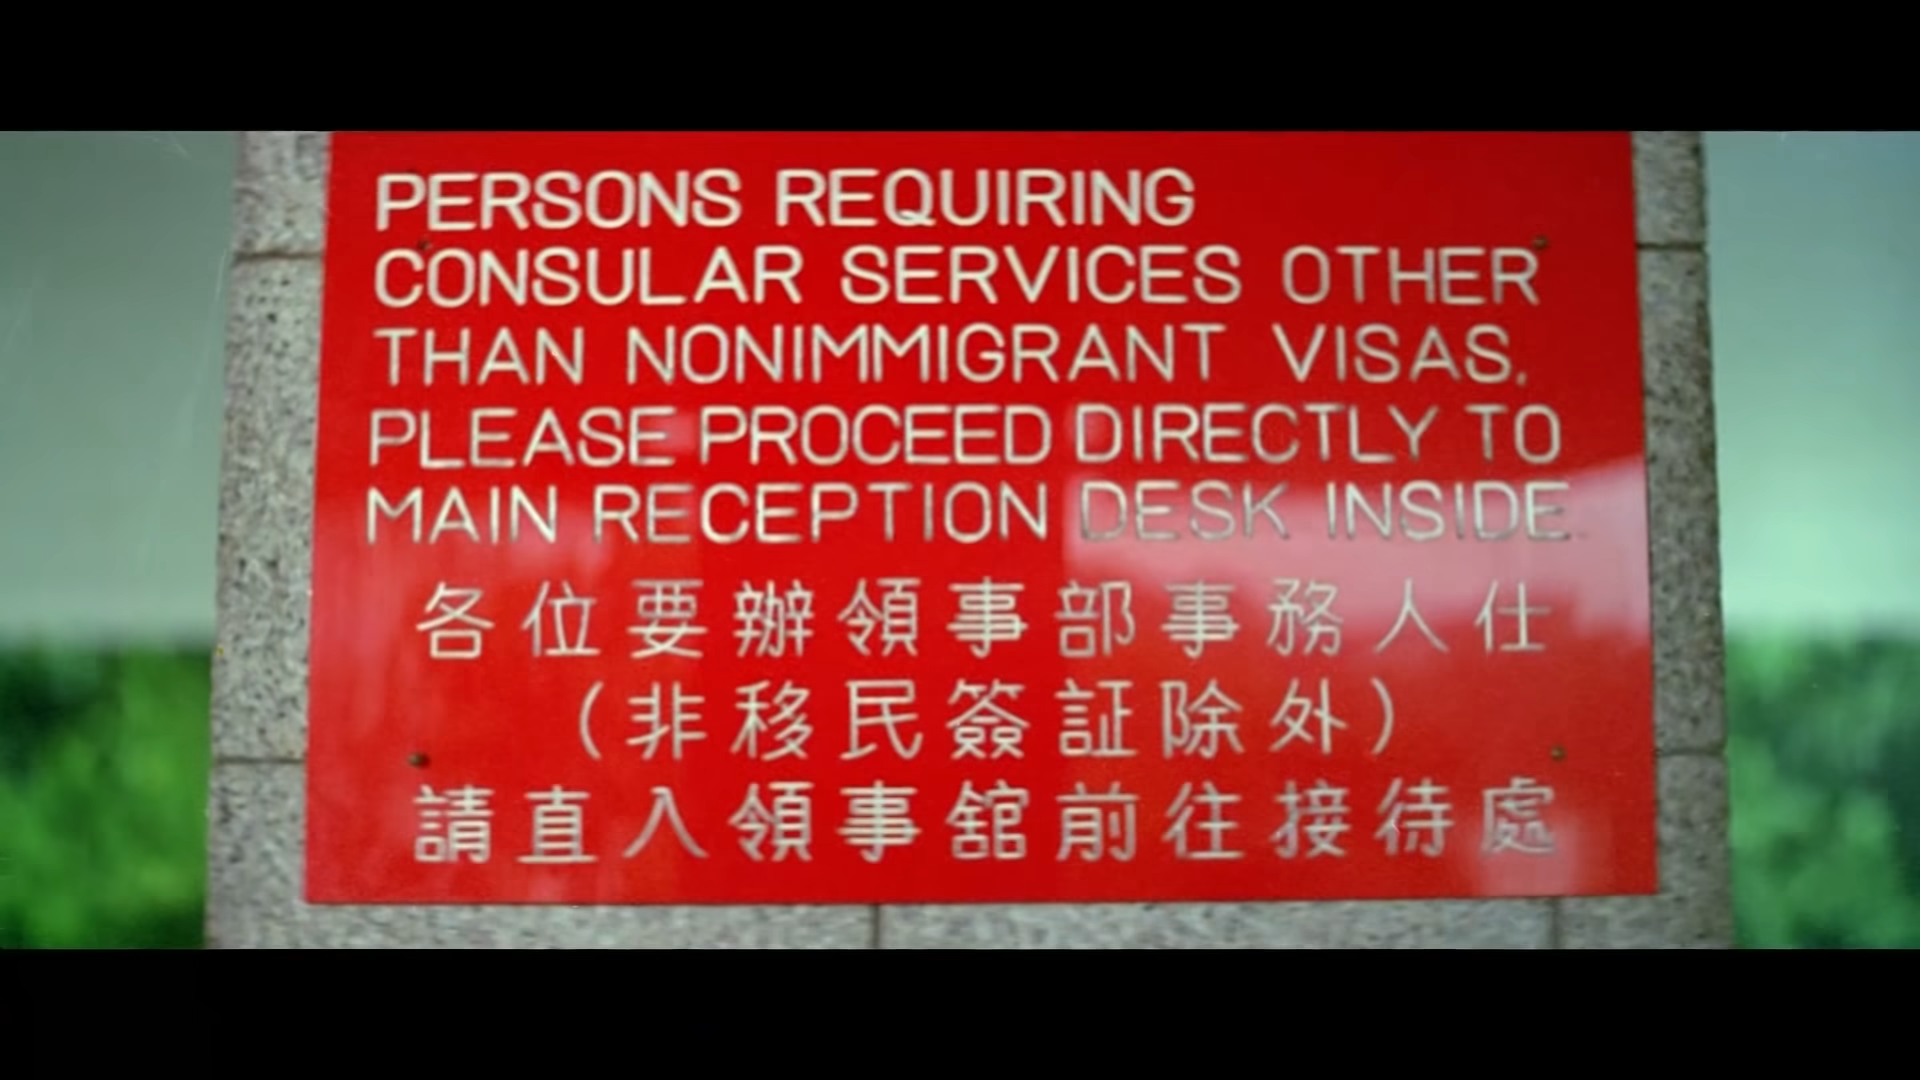 PERSONS REQUIRING
CONSULAR SERVICES OTHER
THAN NONIMMIGRANT VISAS,
PLEASE PROCEED DIRECTLY TO
MAIN RECEPTION DESK INSIDE.
各位要辦領事部事務人仕
(非移民簽証除外)
請直入領事舘前往接待處